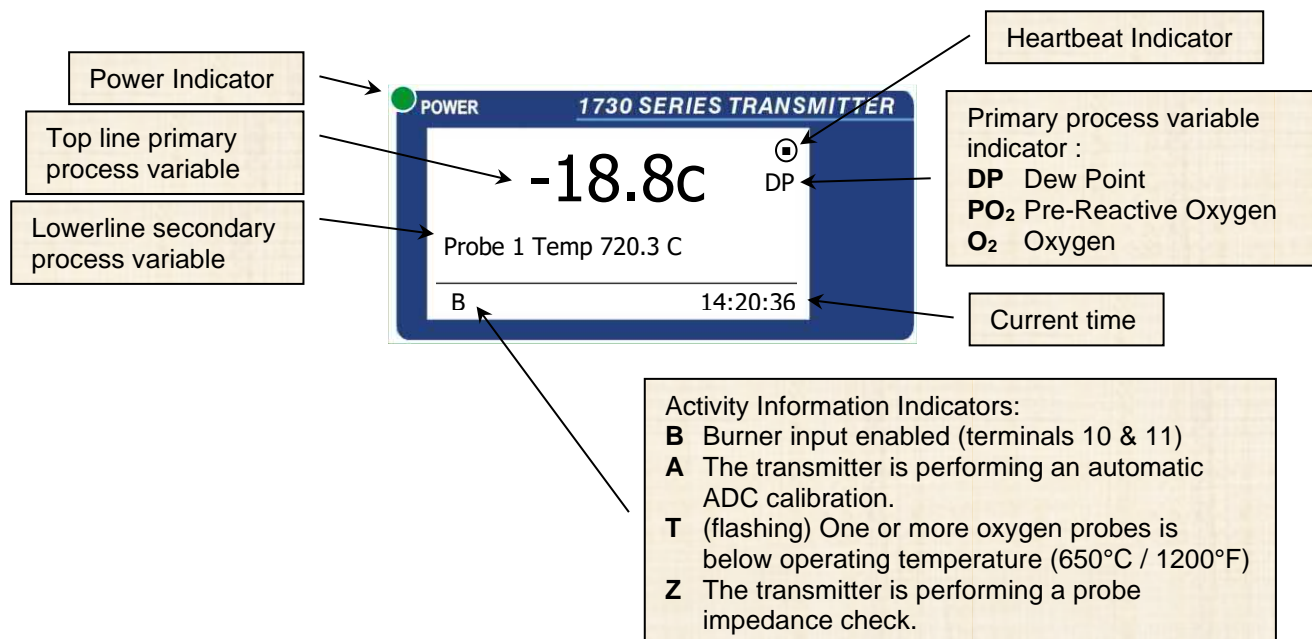 Heartbeat Indicator
Power Indicator
POWER
1730 SERIES TRANSMITTER
Top line primary
process variable
-18.8c
DP
Primary process variable
indicator :
DP Dew Point
PO₂ Pre-Reactive Oxygen
O₂ Oxygen
Lowerline secondary
process variable
Probe 1 Temp 720.3 C
B
14:20:36
Current time
Activity Information Indicators:
B Burner input enabled (terminals 10 & 11)
A The transmitter is performing an automatic
ADC calibration.
T (flashing) One or more oxygen probes is
below operating temperature (650°C / 1200°F)
Z The transmitter is performing a probe
impedance check.